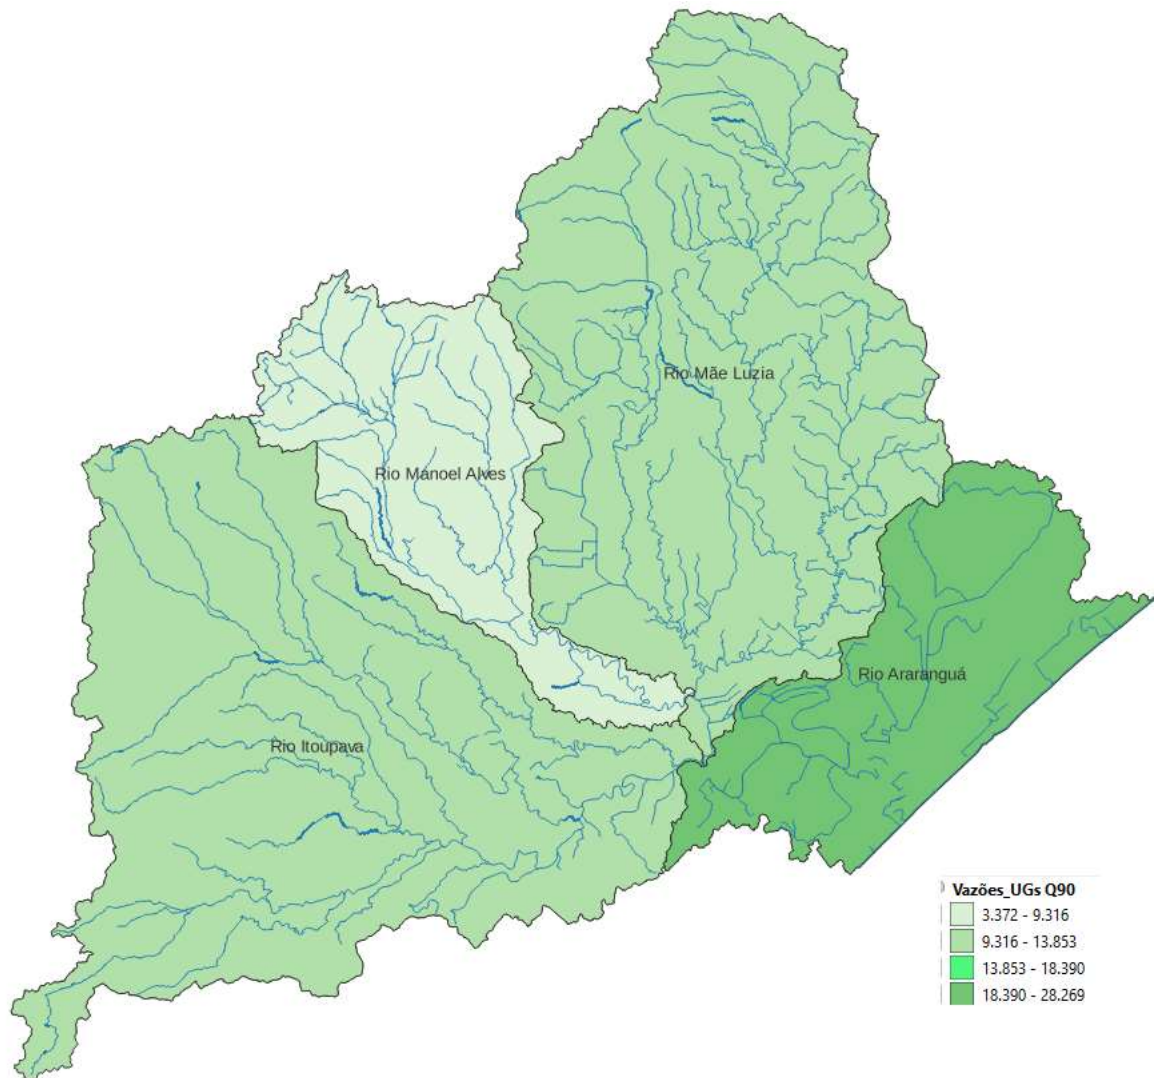 Rio Mãe Luzia
Rio Manoel Alves
Rio Araranguá
Rio Itoupava
Vazões_UGs Q90
3.372 - 9.316
9.316 - 13.853
13.853 - 18.390
18.390 - 28.269